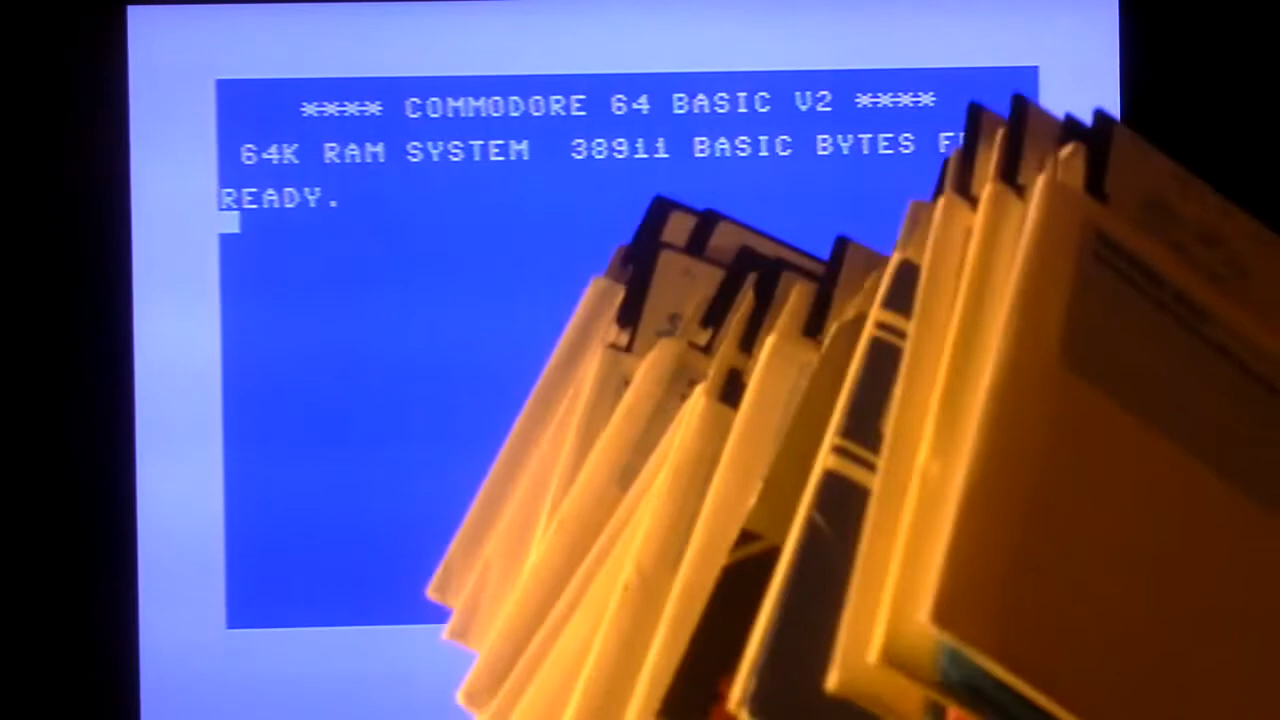 **** COMMODORE 64 BASIC V2 ****
64K RAM SYSTEM 38911 BASIC BYTES
READY.